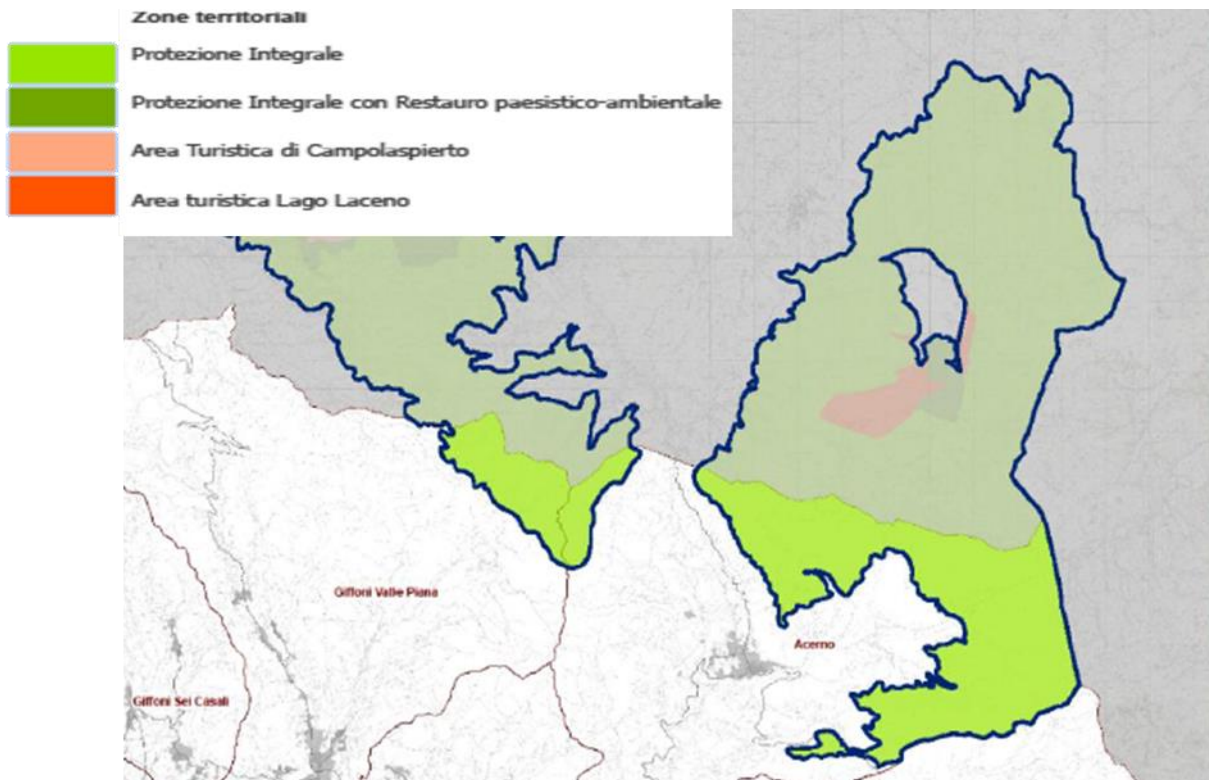 Zone territoriali
Protezione Integrale
Protezione Integrale con Restauro paesistico-ambientale
Area Turistica di Campolaspierto
Area turistica Lago Laceno
Giffoni Valle Piana
Acerno
Giffoni Sei Casali